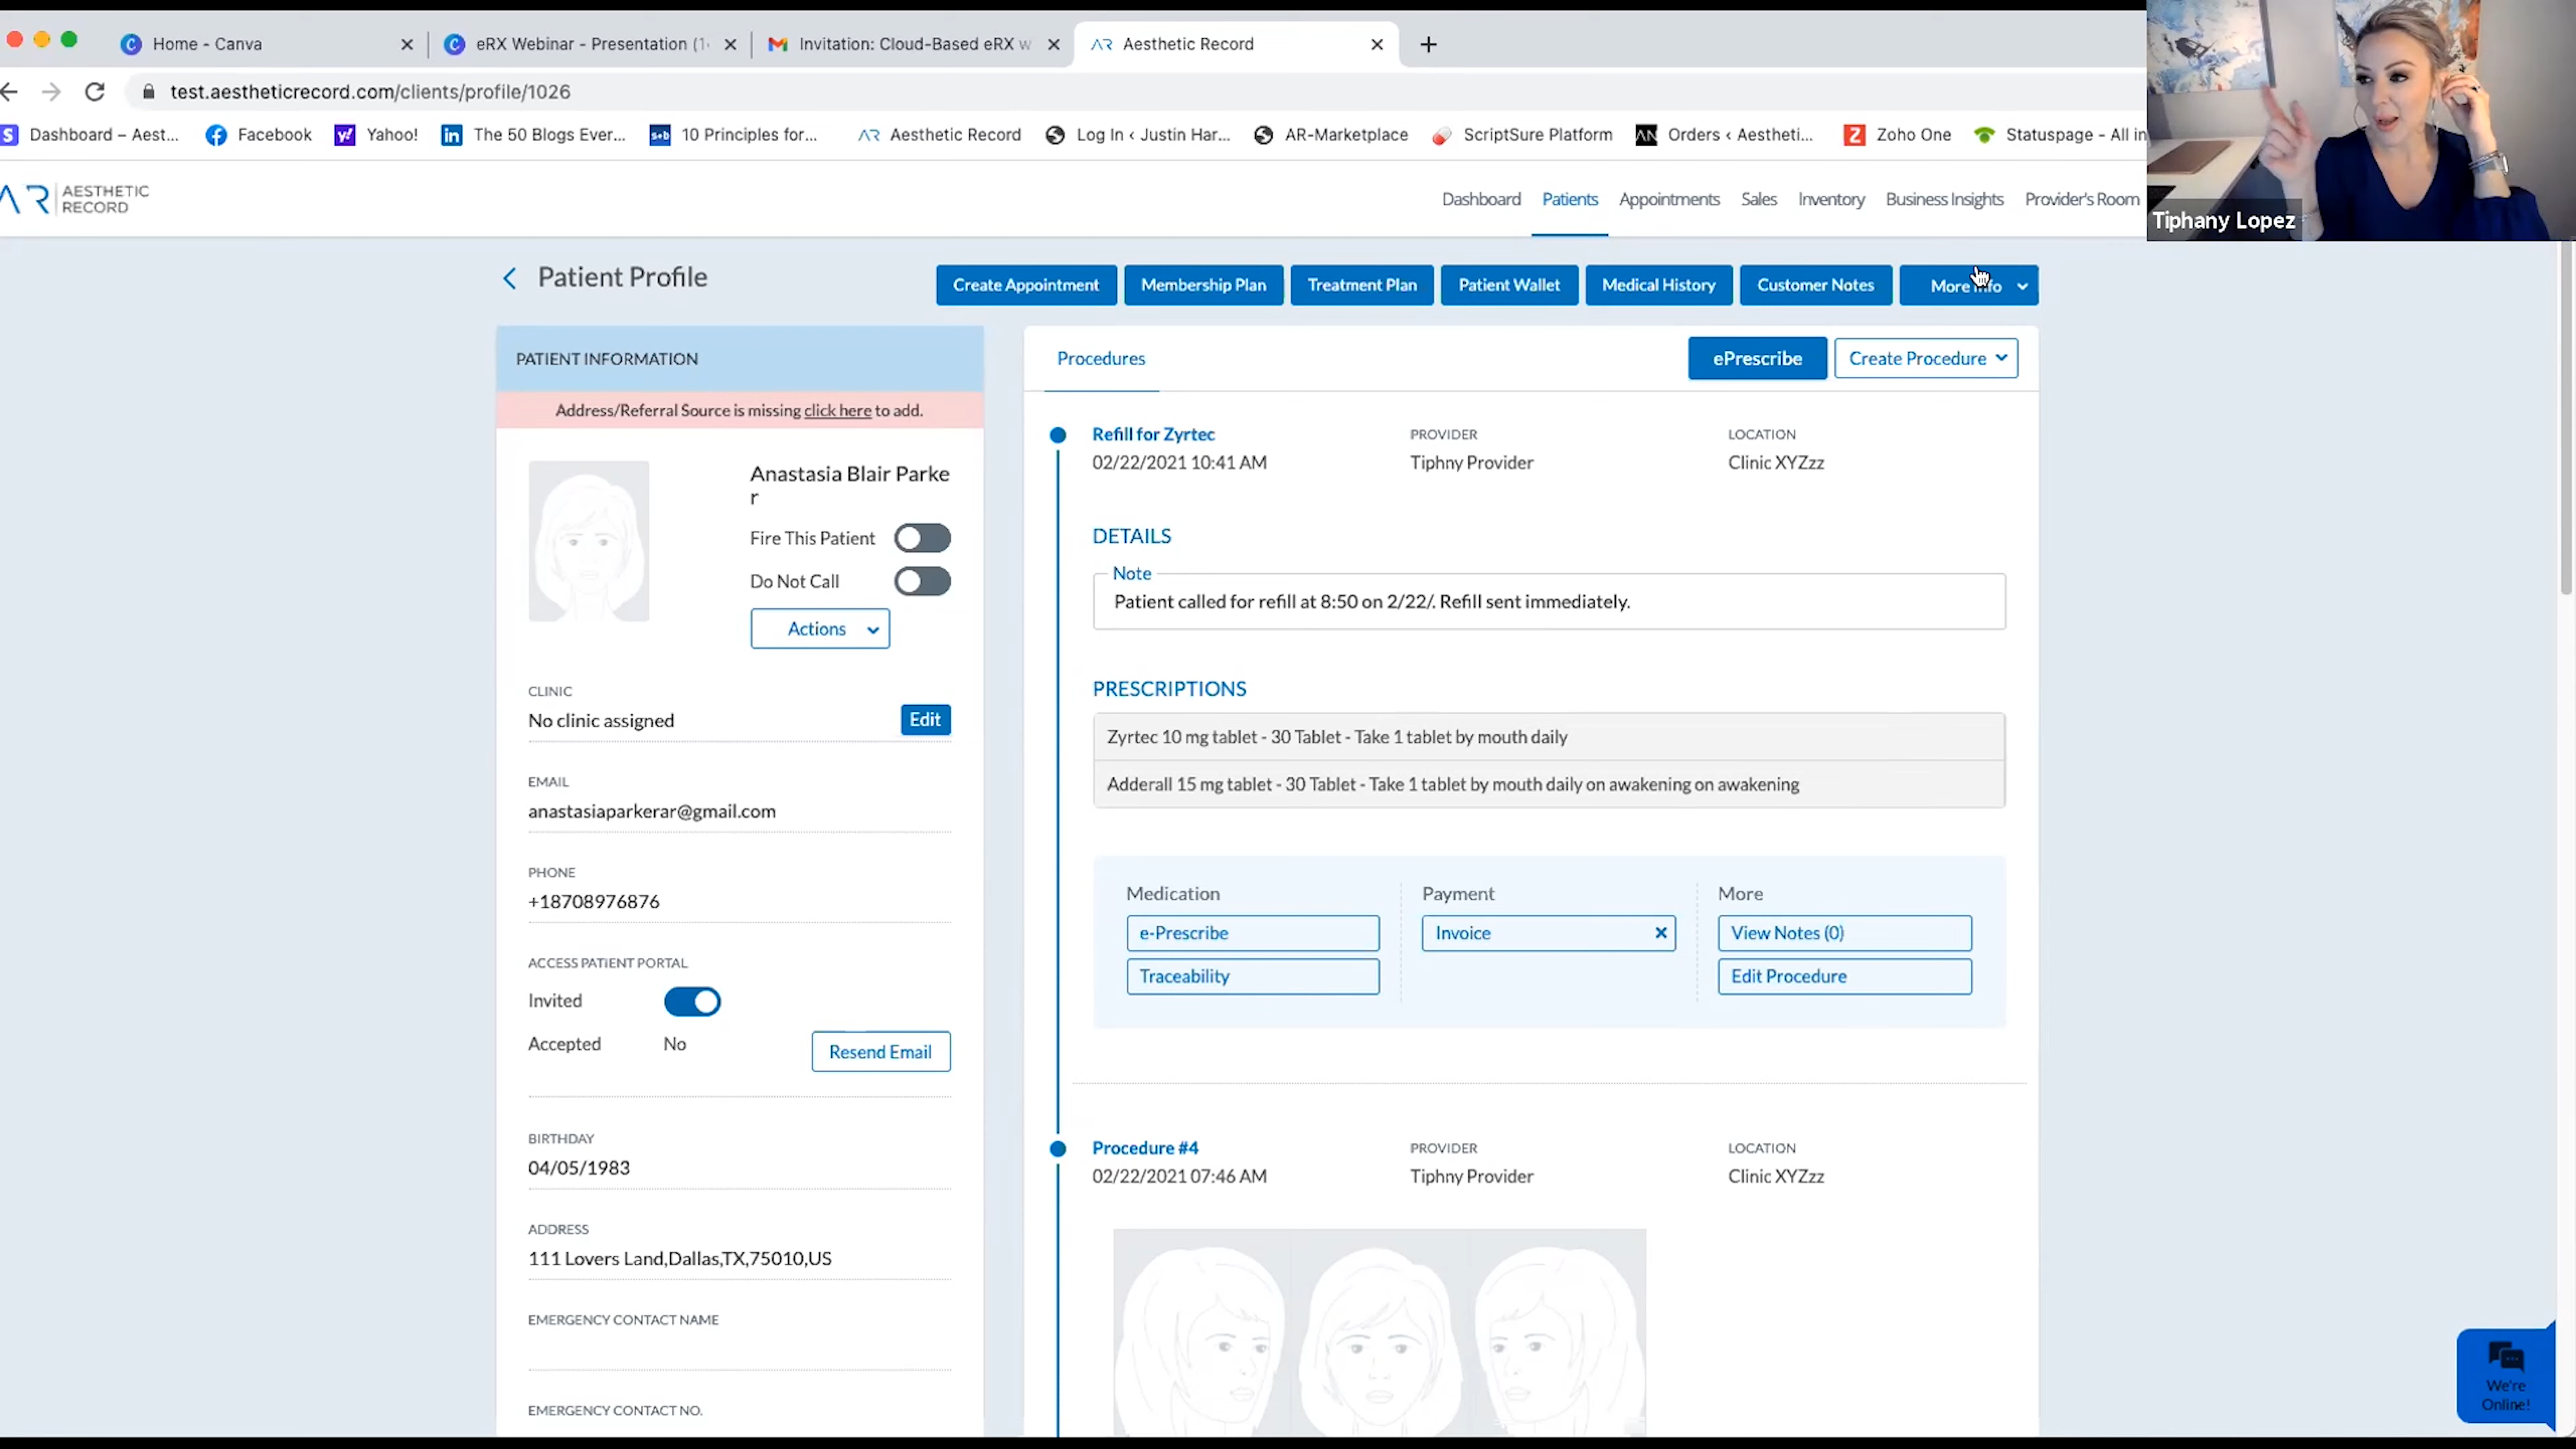 Home - Canva
eRX Webinar - Presentation (1
Invitation: Cloud-Based eRX w
Aesthetic Record
test.aestheticrecord.com/clients/profile/1026
Dashboard – Aest...
Facebook
Yahoo!
The 50 Blogs Ever...
10 Principles for...
Aesthetic Record
Log In ‹ Justin Har...
AR-Marketplace
ScriptSure Platform
Orders ‹ Aestheti...
Zoho One
Statuspage - All in
AR AESTHETIC
RECORD
Dashboard
Patients
Appointments
Sales
Inventory
Business Insights
Provider's Room
Tiphany Lopez
Patient Profile
Create Appointment
Membership Plan
Treatment Plan
Patient Wallet
Medical History
Customer Notes
More Info
PATIENT INFORMATION
Address/Referral Source is missing click here to add.
Anastasia Blair Parke
r
Fire This Patient
Do Not Call
Actions
CLINIC
No clinic assigned
Edit
EMAIL
anastasiaparkerar@gmail.com
PHONE
+18708976876
ACCESS PATIENT PORTAL
Invited
Accepted No
Resend Email
BIRTHDAY
04/05/1983
ADDRESS
111 Lovers Land,Dallas,TX,75010,US
EMERGENCY CONTACT NAME
EMERGENCY CONTACT NO.
Procedures
ePrescribe
Create Procedure
Refill for Zyrtec
02/22/2021 10:41 AM
PROVIDER
Tiphny Provider
LOCATION
Clinic XYZzz
DETAILS
Note
Patient called for refill at 8:50 on 2/22/. Refill sent immediately.
PRESCRIPTIONS
Zyrtec 10 mg tablet - 30 Tablet - Take 1 tablet by mouth daily
Adderall 15 mg tablet - 30 Tablet - Take 1 tablet by mouth daily on awakening on awakening
Medication
e-Prescribe
Traceability
Payment
Invoice
More
View Notes (0)
Edit Procedure
Procedure #4
02/22/2021 07:46 AM
PROVIDER
Tiphny Provider
LOCATION
Clinic XYZzz
We're
Online!